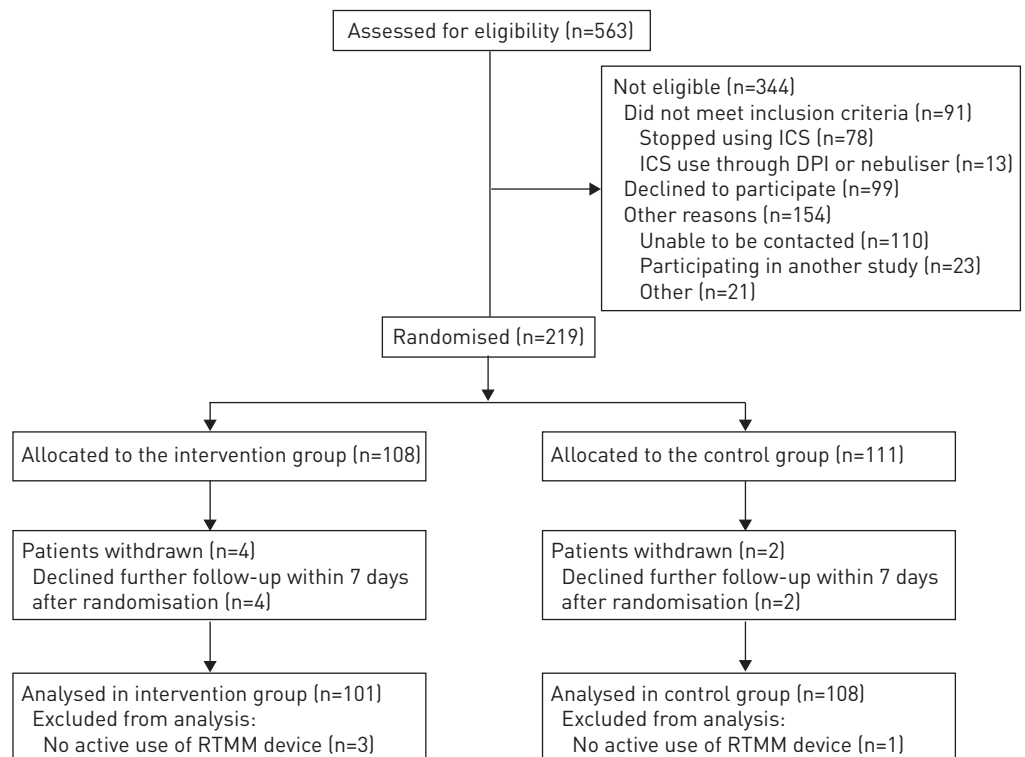 Assessed for eligibility (n=563)
Not eligible (n=344)
Did not meet inclusion criteria (n=91)
Stopped using ICS (n=78)
ICS use through DPI or nebuliser (n=13)
Declined to participate (n=99)
Other reasons (n=154)
Unable to be contacted (n=110)
Participating in another study (n=23)
Other (n=21)
Randomised (n=219)
Allocated to the intervention group (n=108)
Patients withdrawn (n=4)
Declined further follow-up within 7 days
after randomisation (n=4)
Analysed in intervention group (n=101)
Excluded from analysis:
No active use of RTMM device (n=3)
Allocated to the control group (n=111)
Patients withdrawn (n=2)
Declined further follow-up within 7 days
after randomisation (n=2)
Analysed in control group (n=108)
Excluded from analysis:
No active use of RTMM device (n=1)